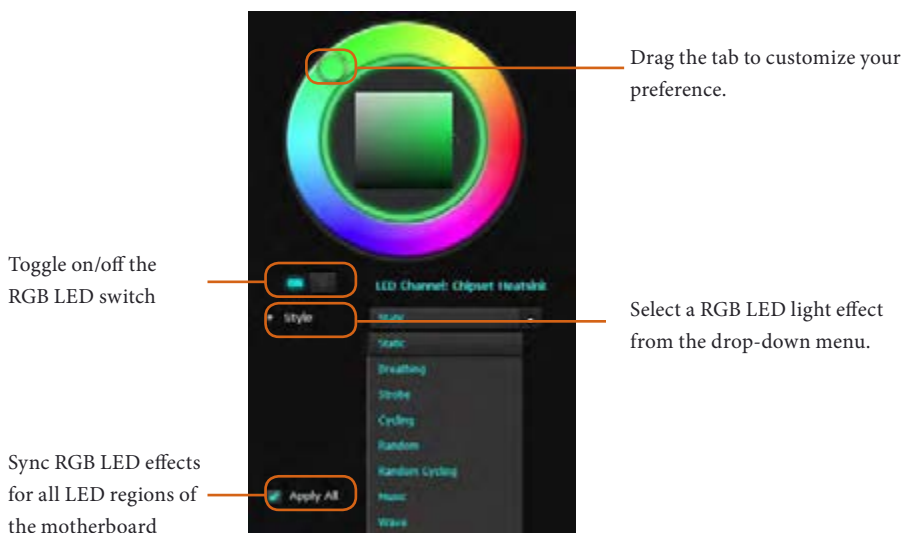 Drag the tab to customize your
preference.
Toggle on/off the
RGB LED switch
LED Channel: Chipset Heatsink
Style
Static
Select a RGB LED light effect
from the drop-down menu.
Static
Breathing
Strobe
Cycling
Random
Random Cycling
Sync RGB LED effects
for all LED regions of
the motherboard
Apply All
Music
Wave